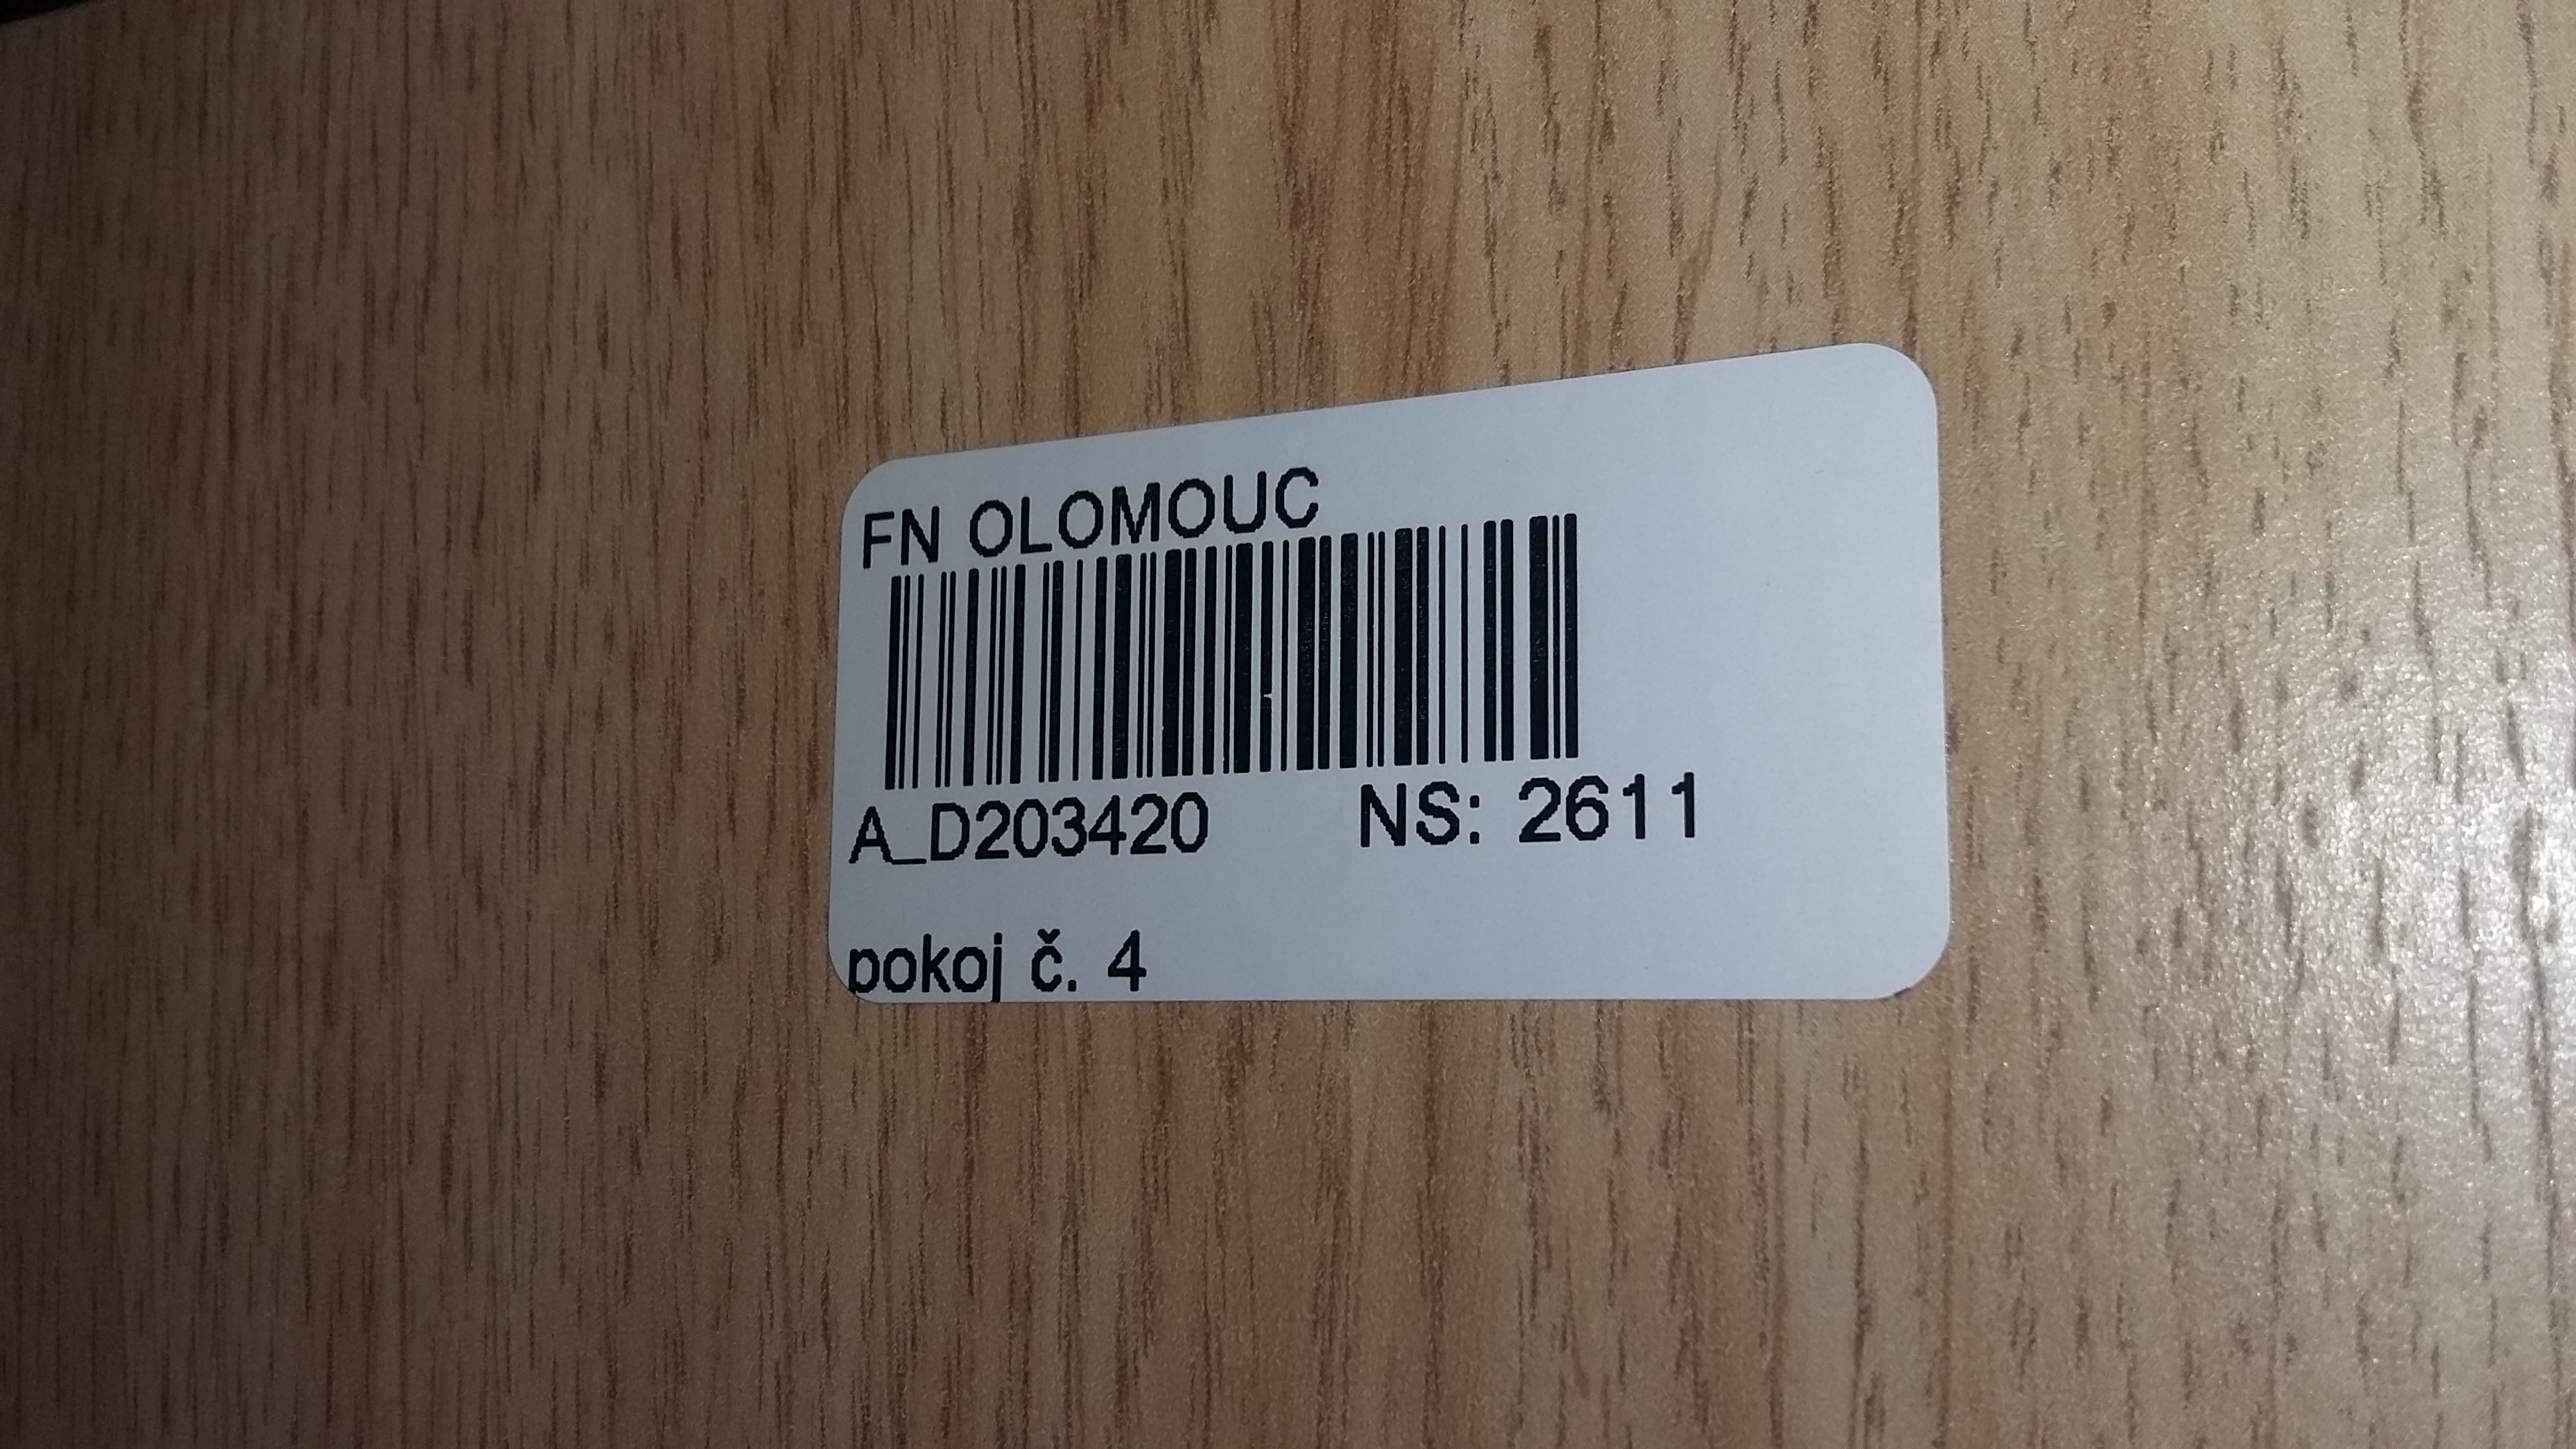 FN OLOMOUC
A_D203420 NS: 2611
pokoj č. 4